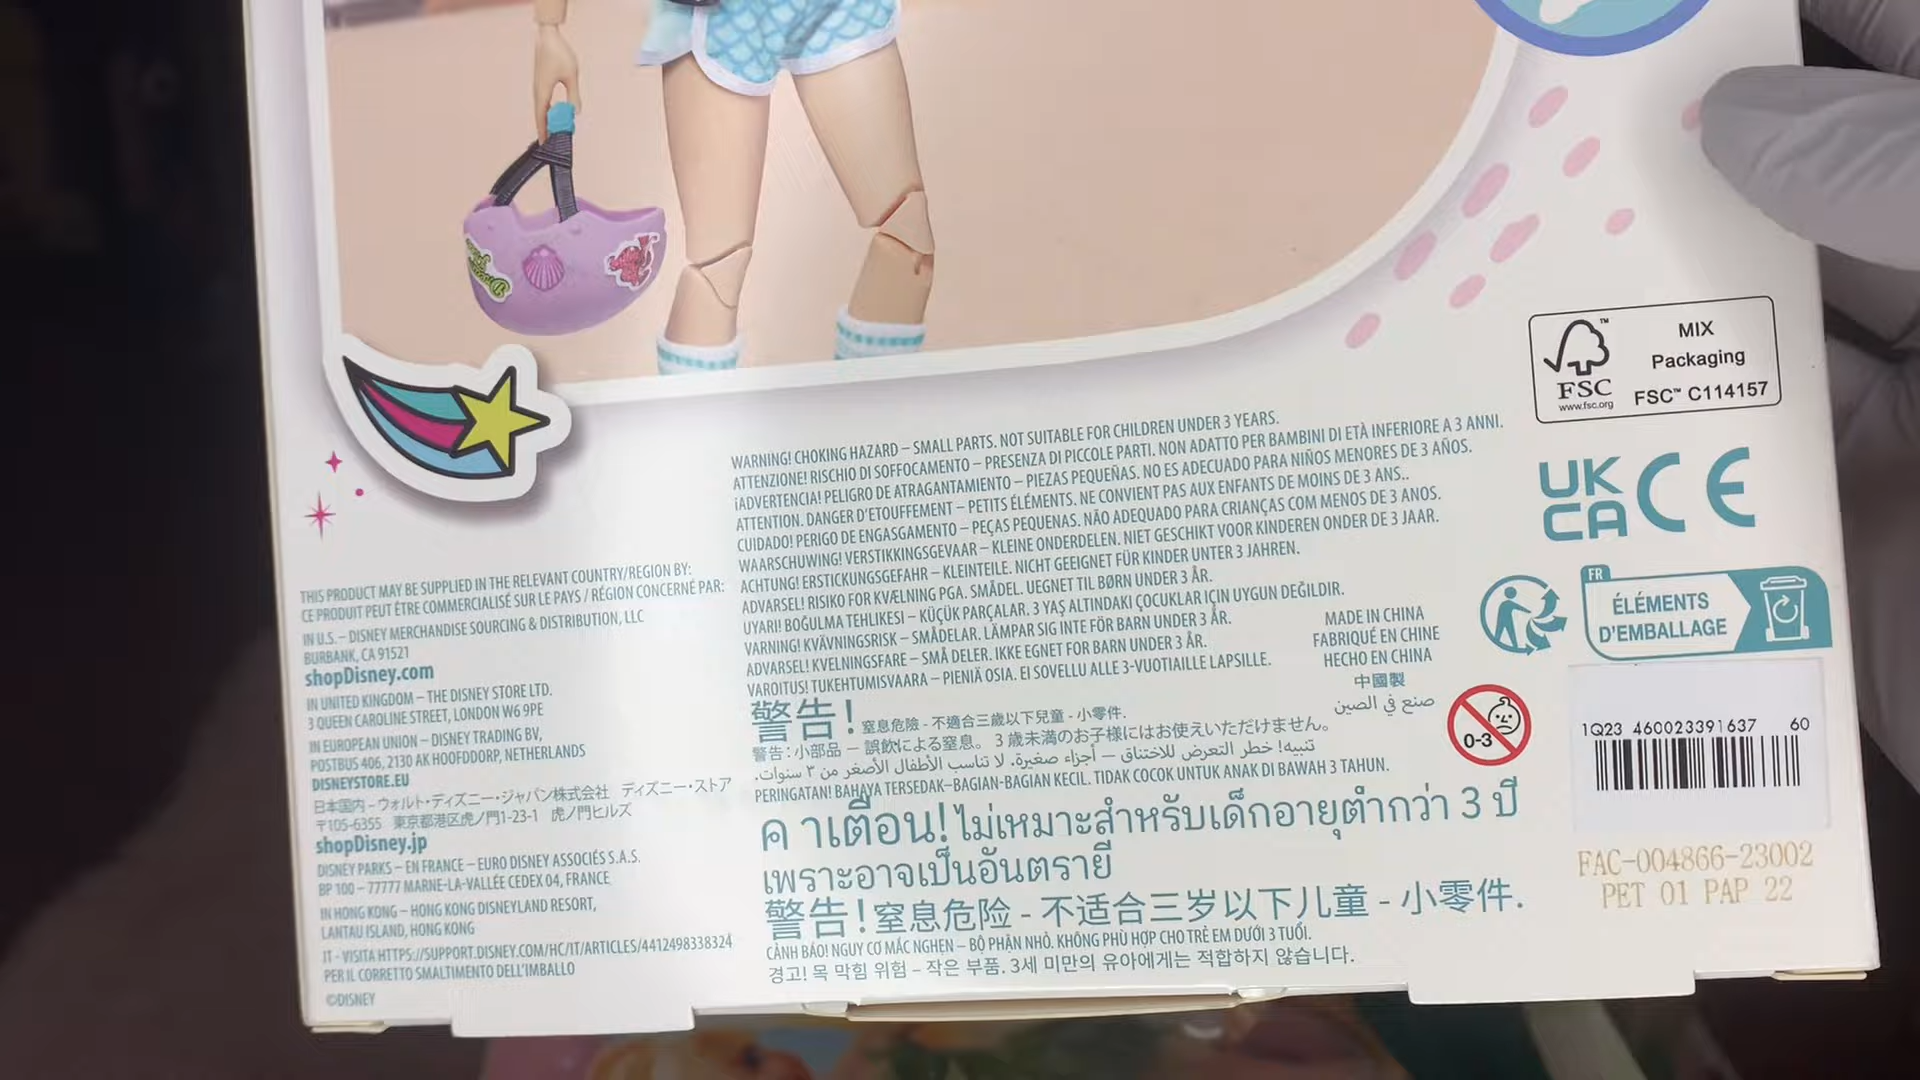 THIS PRODUCT MAY BE SUPPLIED IN THE RELEVANT COUNTRY/REGION BY:
CE PRODUIT PEUT ÊTRE COMMERCIALISÉ SUR LE PAYS / RÉGION CONCERNÉ PAR:
IN U.S. – DISNEY MERCHANDISE SOURCING & DISTRIBUTION, LLC
BURBANK, CA 91521
shopDisney.com
IN UNITED KINGDOM – THE DISNEY STORE LTD.
3 QUEEN CAROLINE STREET, LONDON W6 9PE
IN EUROPEAN UNION – DISNEY TRADING BV,
POSTBUS 406, 2130 AK HOOFDDORP, NETHERLANDS
DISNEYSTORE.EU
日本国内 - ウォルト・ディズニー・ジャパン株式会社 ディズニー・ストア
〒105-6355 東京都港区虎ノ門1-23-1 虎ノ門ヒルズ
shopDisney.jp
DISNEY PARKS – EN FRANCE – EURO DISNEY ASSOCIÉS S.A.S.
BP 100 – 77777 MARNE-LA-VALLÉE CEDEX 04, FRANCE
IN HONG KONG – HONG KONG DISNEYLAND RESORT,
LANTAU ISLAND, HONG KONG
IT - VISITA HTTPS://SUPPORT.DISNEY.COM/HC/IT/ARTICLES/4412498338324
PER IL CORRETTO SMALTIMENTO DELL'IMBALLO
©DISNEY
WARNING! CHOKING HAZARD – SMALL PARTS. NOT SUITABLE FOR CHILDREN UNDER 3 YEARS.
ATTENZIONE! RISCHIO DI SOFFOCAMENTO – PRESENZA DI PICCOLE PARTI. NON ADATTO PER BAMBINI DI ETÀ INFERIORE A 3 ANNI.
¡ADVERTENCIA! PELIGRO DE ATRAGANTAMIENTO – PIEZAS PEQUEÑAS. NO ES ADECUADO PARA NIÑOS MENORES DE 3 AÑOS.
ATTENTION. DANGER D'ETOUFFEMENT – PETITS ÉLÉMENTS. NE CONVIENT PAS AUX ENFANTS DE MOINS DE 3 ANS..
CUIDADO! PERIGO DE ENGASGAMENTO – PEÇAS PEQUENAS. NÃO ADEQUADO PARA CRIANÇAS COM MENOS DE 3 ANOS.
WAARSCHUWING! VERSTIKKINGSGEVAAR – KLEINE ONDERDELEN. NIET GESCHIKT VOOR KINDEREN ONDER DE 3 JAAR.
ACHTUNG! ERSTICKUNGSGEFAHR – KLEINTEILE. NICHT GEEIGNET FÜR KINDER UNTER 3 JAHREN.
ADVARSEL! RISIKO FOR KVÆLNING PGA. SMÅDEL. UEGNET TIL BØRN UNDER 3 ÅR.
UYARI! BOĞULMA TEHLIKESI – KÜÇÜK PARÇALAR. 3 YAŞ ALTINDAKI ÇOCUKLAR IÇIN UYGUN DEĞILDIR.
VARNING! KVÄVNINGSRISK – SMÅDELAR. LÄMPAR SIG INTE FÖR BARN UNDER 3 ÅR.
ADVARSEL! KVELNINGSFARE – SMÅ DELER. IKKE EGNET FOR BARN UNDER 3 ÅR.
VAROITUS! TUKEHTUMISVAARA – PIENIÄ OSIA. EI SOVELLU ALLE 3-VUOTIAILLE LAPSILLE.
警告! 窒息危險 - 不適合三歲以下兒童 - 小零件.
警告 : 小部品 — 誤飲による窒息。 3 歳未満のお子様にはお使えいただけません。
تنبيه! خطر التعرض للاختناق – أجزاء صغيرة. لا تناسب الأطفال الأصغر من ٣ سنوات.
PERINGATAN! BAHAYA TERSEDAK–BAGIAN-BAGIAN KECIL. TIDAK COCOK UNTUK ANAK DI BAWAH 3 TAHUN.
ค าเตือน! ไม่เหมาะสำหรับเด็กอายุต่ำกว่า 3 ปี
เพราะอาจเป็นอันตรายี
警告! 窒息危险 - 不适合三岁以下儿童 - 小零件.
CẢNH BÁO! NGUY CƠ MẮC NGHẸN – BỘ PHẬN NHỎ. KHÔNG PHÙ HỢP CHO TRẺ EM DƯỚI 3 TUỔI.
경고! 목 막힘 위험 – 작은 부품. 3세 미만의 유아에게는 적합하지 않습니다.
MADE IN CHINA
FABRIQUÉ EN CHINE
HECHO EN CHINA
中國製
صنع في الصين
0-3
FSC™
www.fsc.org
MIX
Packaging
FSC™ C114157
UK
CA CE
FR
ÉLÉMENTS
D'EMBALLAGE
1Q23 460023391637 60
FAC-004866-23002
PET 01 PAP 22